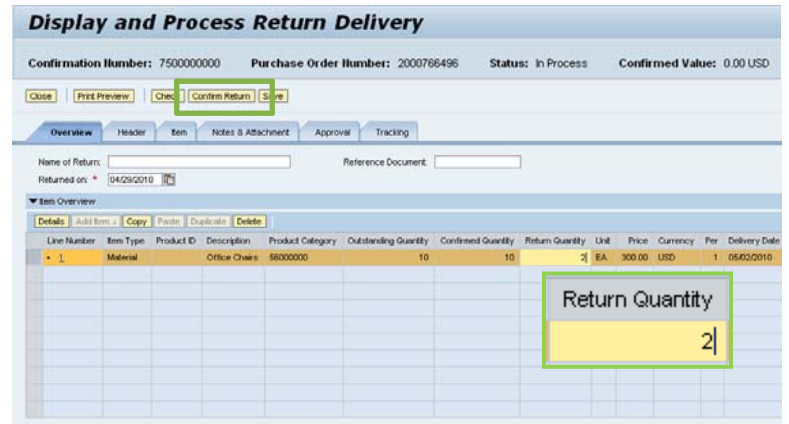 Display and Process Return Delivery
Confirmation Number: 7500000000 Purchase Order Number: 2000766496 Status: In Process Confirmed Value: 0.00 USD
Close Print Preview Check Confirm Return Save
Overview Header Item Notes & Attachment Approval Tracking
Name of Return: Reference Document:
Returned on: * 04/29/2010
Item Overview
Details Add Item Copy Paste Duplicate Delete
Line Number Item Type Product ID Description Product Category Outstanding Quantity Confirmed Quantity Return Quantity Unit Price Currency Per Delivery Date
• 1 Material Office Chairs 56000000 10 10 2 EA 300.00 USD 1 05/02/2010
Return Quantity
2